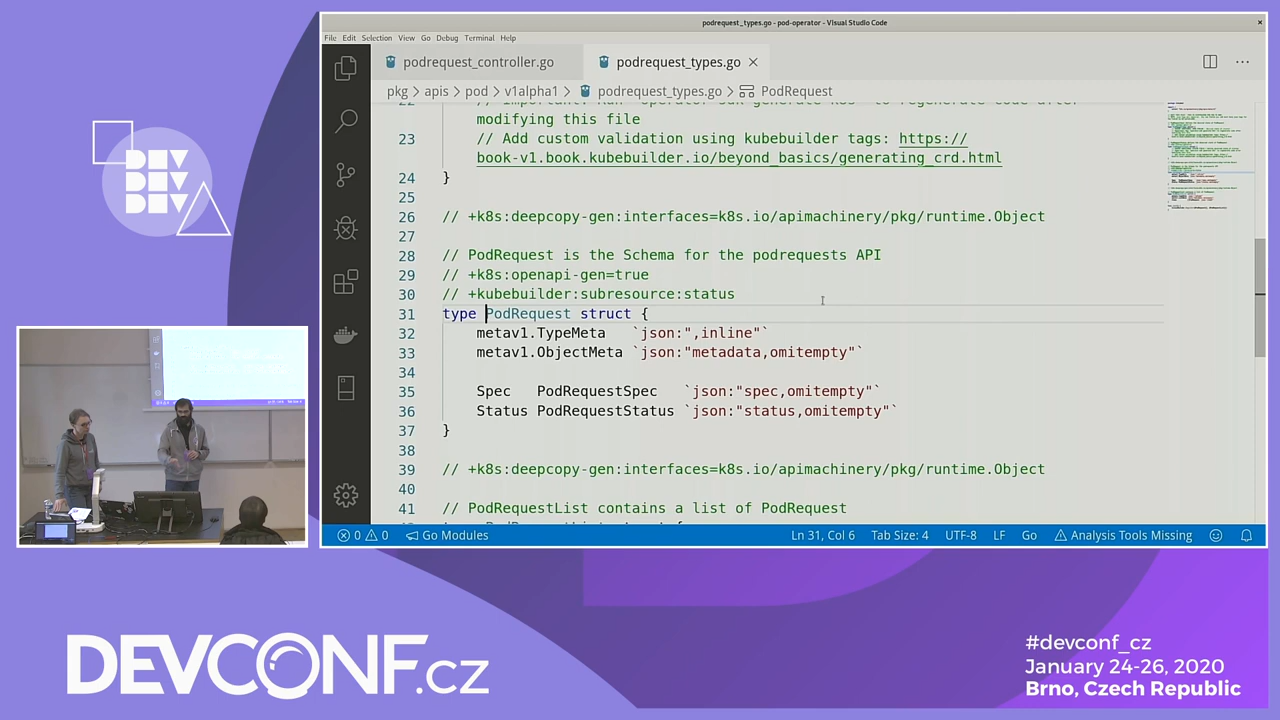 podrequest_types.go - pod-operator - Visual Studio Code
File Edit Selection View Go Debug Terminal Help
podrequest_controller.go
podrequest_types.go
pkg > apis > pod > v1alpha1 > podrequest_types.go > PodRequest
modifying this file
23 // Add custom validation using kubebuilder tags: https://
book-v1.book.kubebuilder.io/beyond_basics/generating_crd.html
24 }
25
26 // +k8s:deepcopy-gen:interfaces=k8s.io/apimachinery/pkg/runtime.Object
27
28 // PodRequest is the Schema for the podrequests API
29 // +k8s:openapi-gen=true
30 // +kubebuilder:subresource:status
31 type PodRequest struct {
32 metav1.TypeMeta `json:",inline"`
33 metav1.ObjectMeta `json:"metadata,omitempty"`
34
35 Spec PodRequestSpec `json:"spec,omitempty"`
36 Status PodRequestStatus `json:"status,omitempty"`
37 }
38
39 // +k8s:deepcopy-gen:interfaces=k8s.io/apimachinery/pkg/runtime.Object
40
41 // PodRequestList contains a list of PodRequest
0 0 Go Modules Ln 31, Col 6 Tab Size: 4 UTF-8 LF Go Analysis Tools Missing
DEV DEV
DEV DEV
DEV DEV
DEVCONF.cz
#devconf_cz
January 24-26, 2020
Brno, Czech Republic